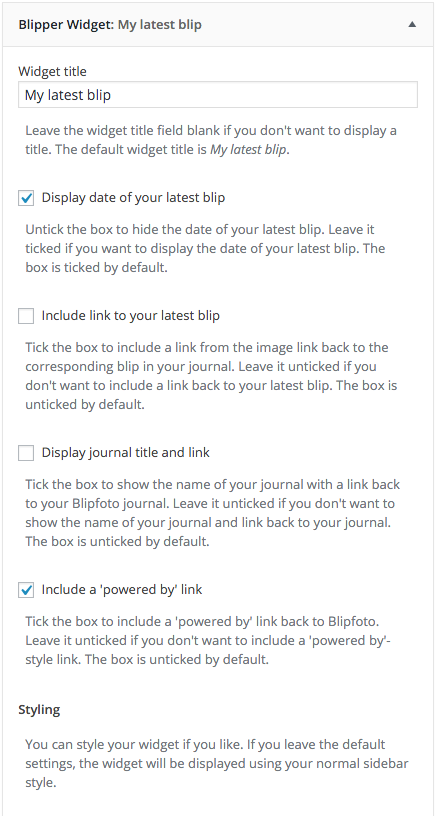 Blipper Widget: My latest blip
Widget title
My latest blip
Leave the widget title field blank if you don't want to display a
title. The default widget title is My latest blip.
Display date of your latest blip
Untick the box to hide the date of your latest blip. Leave it
ticked if you want to display the date of your latest blip. The
box is ticked by default.
Include link to your latest blip
Tick the box to include a link from the image link back to the
corresponding blip in your journal. Leave it unticked if you
don't want to include a link back to your latest blip. The box is
unticked by default.
Display journal title and link
Tick the box to show the name of your journal with a link back
to your Blipfoto journal. Leave it unticked if you don't want to
show the name of your journal and link back to your journal.
The box is unticked by default.
Include a 'powered by' link
Tick the box to include a 'powered by' link back to Blipfoto.
Leave it unticked if you don't want to include a 'powered by'-
style link. The box is unticked by default.
Styling
You can style your widget if you like. If you leave the default
settings, the widget will be displayed using your normal sidebar
style.